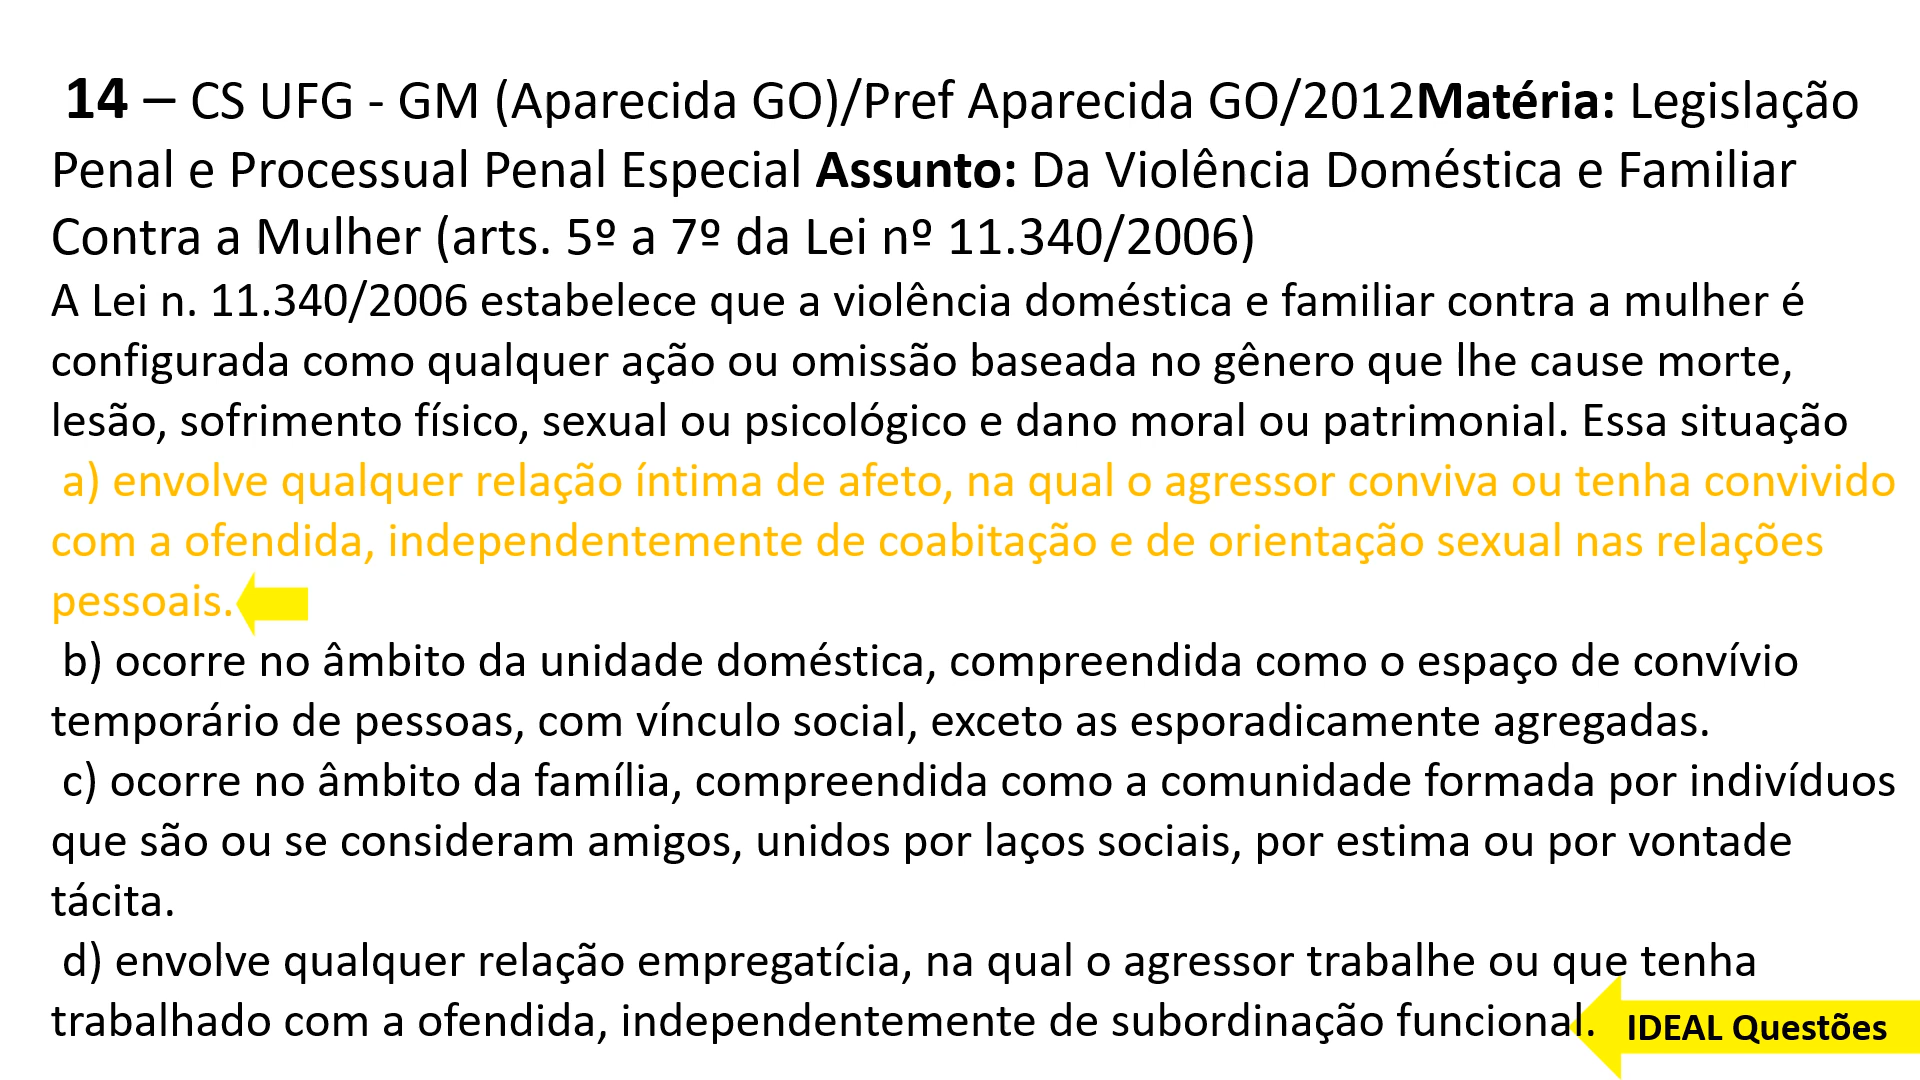 14 – CS UFG - GM (Aparecida GO)/Pref Aparecida GO/2012Matéria: Legislação
Penal e Processual Penal Especial Assunto: Da Violência Doméstica e Familiar
Contra a Mulher (arts. 5º a 7º da Lei nº 11.340/2006)
A Lei n. 11.340/2006 estabelece que a violência doméstica e familiar contra a mulher é
configurada como qualquer ação ou omissão baseada no gênero que lhe cause morte,
lesão, sofrimento físico, sexual ou psicológico e dano moral ou patrimonial. Essa situação
a) envolve qualquer relação íntima de afeto, na qual o agressor conviva ou tenha convivido
com a ofendida, independentemente de coabitação e de orientação sexual nas relações
pessoais.
b) ocorre no âmbito da unidade doméstica, compreendida como o espaço de convívio
temporário de pessoas, com vínculo social, exceto as esporadicamente agregadas.
c) ocorre no âmbito da família, compreendida como a comunidade formada por indivíduos
que são ou se consideram amigos, unidos por laços sociais, por estima ou por vontade
tácita.
d) envolve qualquer relação empregatícia, na qual o agressor trabalhe ou que tenha
trabalhado com a ofendida, independentemente de subordinação funcional.
IDEAL Questões